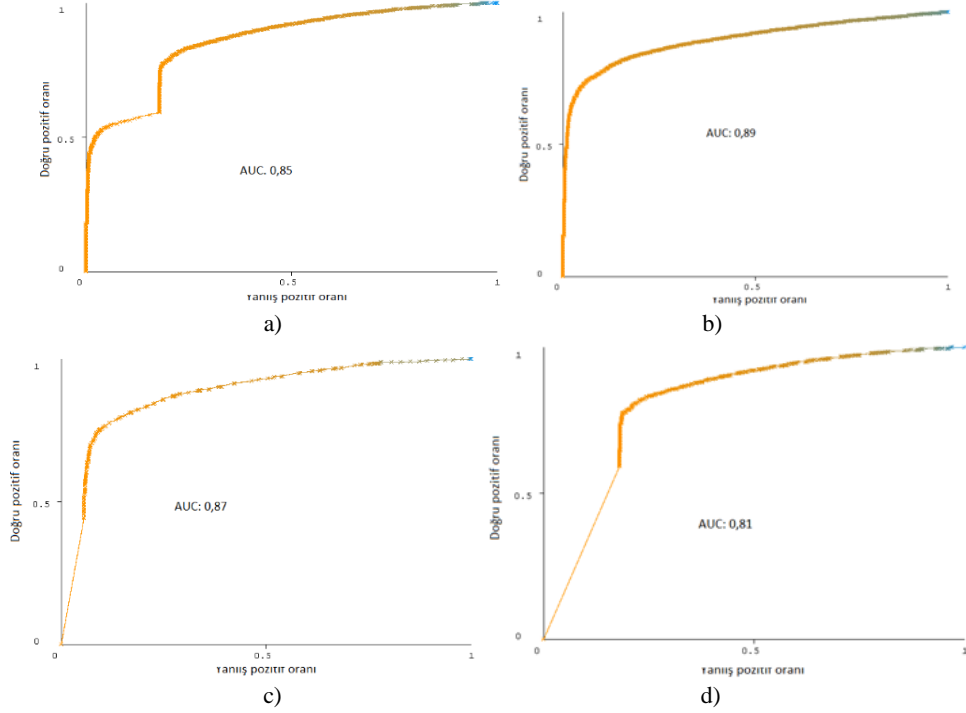 1
Doğru pozitif oranı
0.5
AUC. 0,85
0
0
0.5
1
Yanlış pozitif oranı
a)
1
Doğru pozitif oranı
0.5
AUC: 0,89
0
0
0.5
1
Yanlış pozitif oranı
b)
1
Doğru pozitif oranı
0.5
AUC: 0,87
0
0
0.5
1
Yanlış pozitif oranı
c)
1
Doğru pozitif oranı
0.5
AUC: 0,81
0
0
0.5
1
Yanlış pozitif oranı
d)